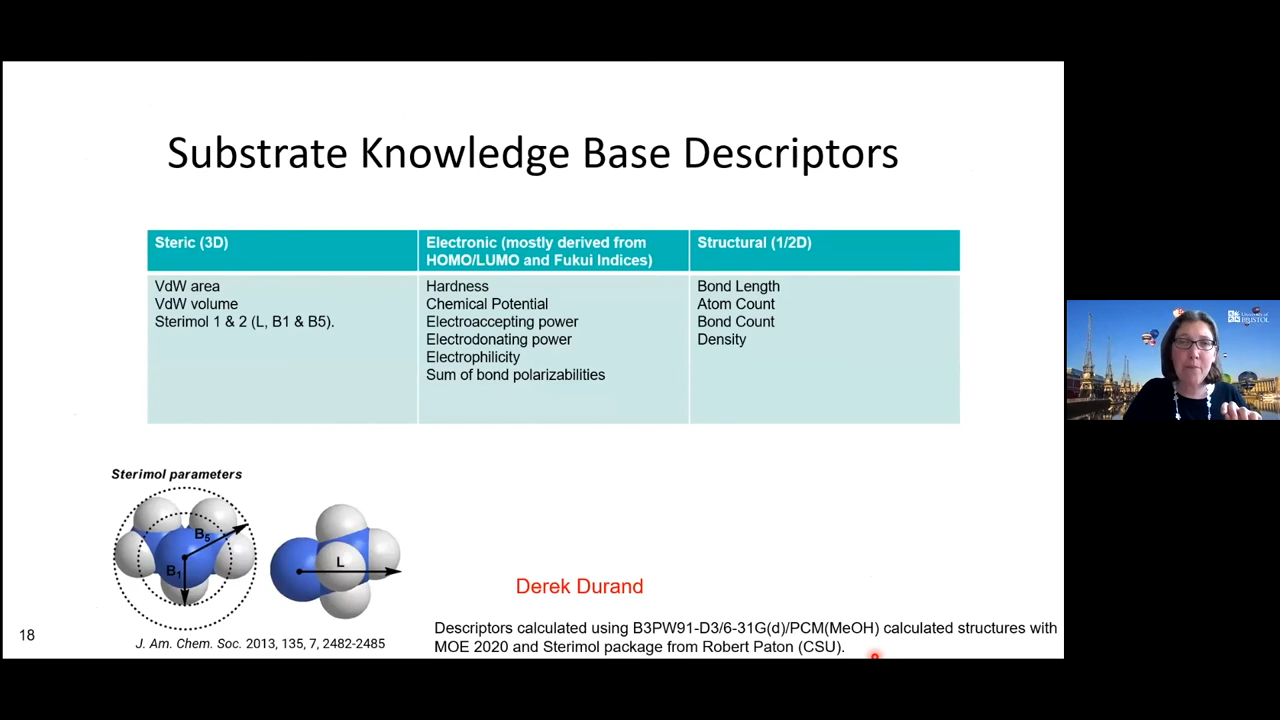 Substrate Knowledge Base Descriptors
Steric (3D)
Electronic (mostly derived from
HOMO/LUMO and Fukui Indices)
Structural (1/2D)
VdW area
VdW volume
Sterimol 1 & 2 (L, B1 & B5).
Hardness
Chemical Potential
Electroaccepting power
Electrodonating power
Electrophilicity
Sum of bond polarizabilities
Bond Length
Atom Count
Bond Count
Density
Sterimol parameters
B5
B1
L
Derek Durand
18
J. Am. Chem. Soc. 2013, 135, 7, 2482-2485
Descriptors calculated using B3PW91-D3/6-31G(d)/PCM(MeOH) calculated structures with
MOE 2020 and Sterimol package from Robert Paton (CSU).
University of
BRISTOL